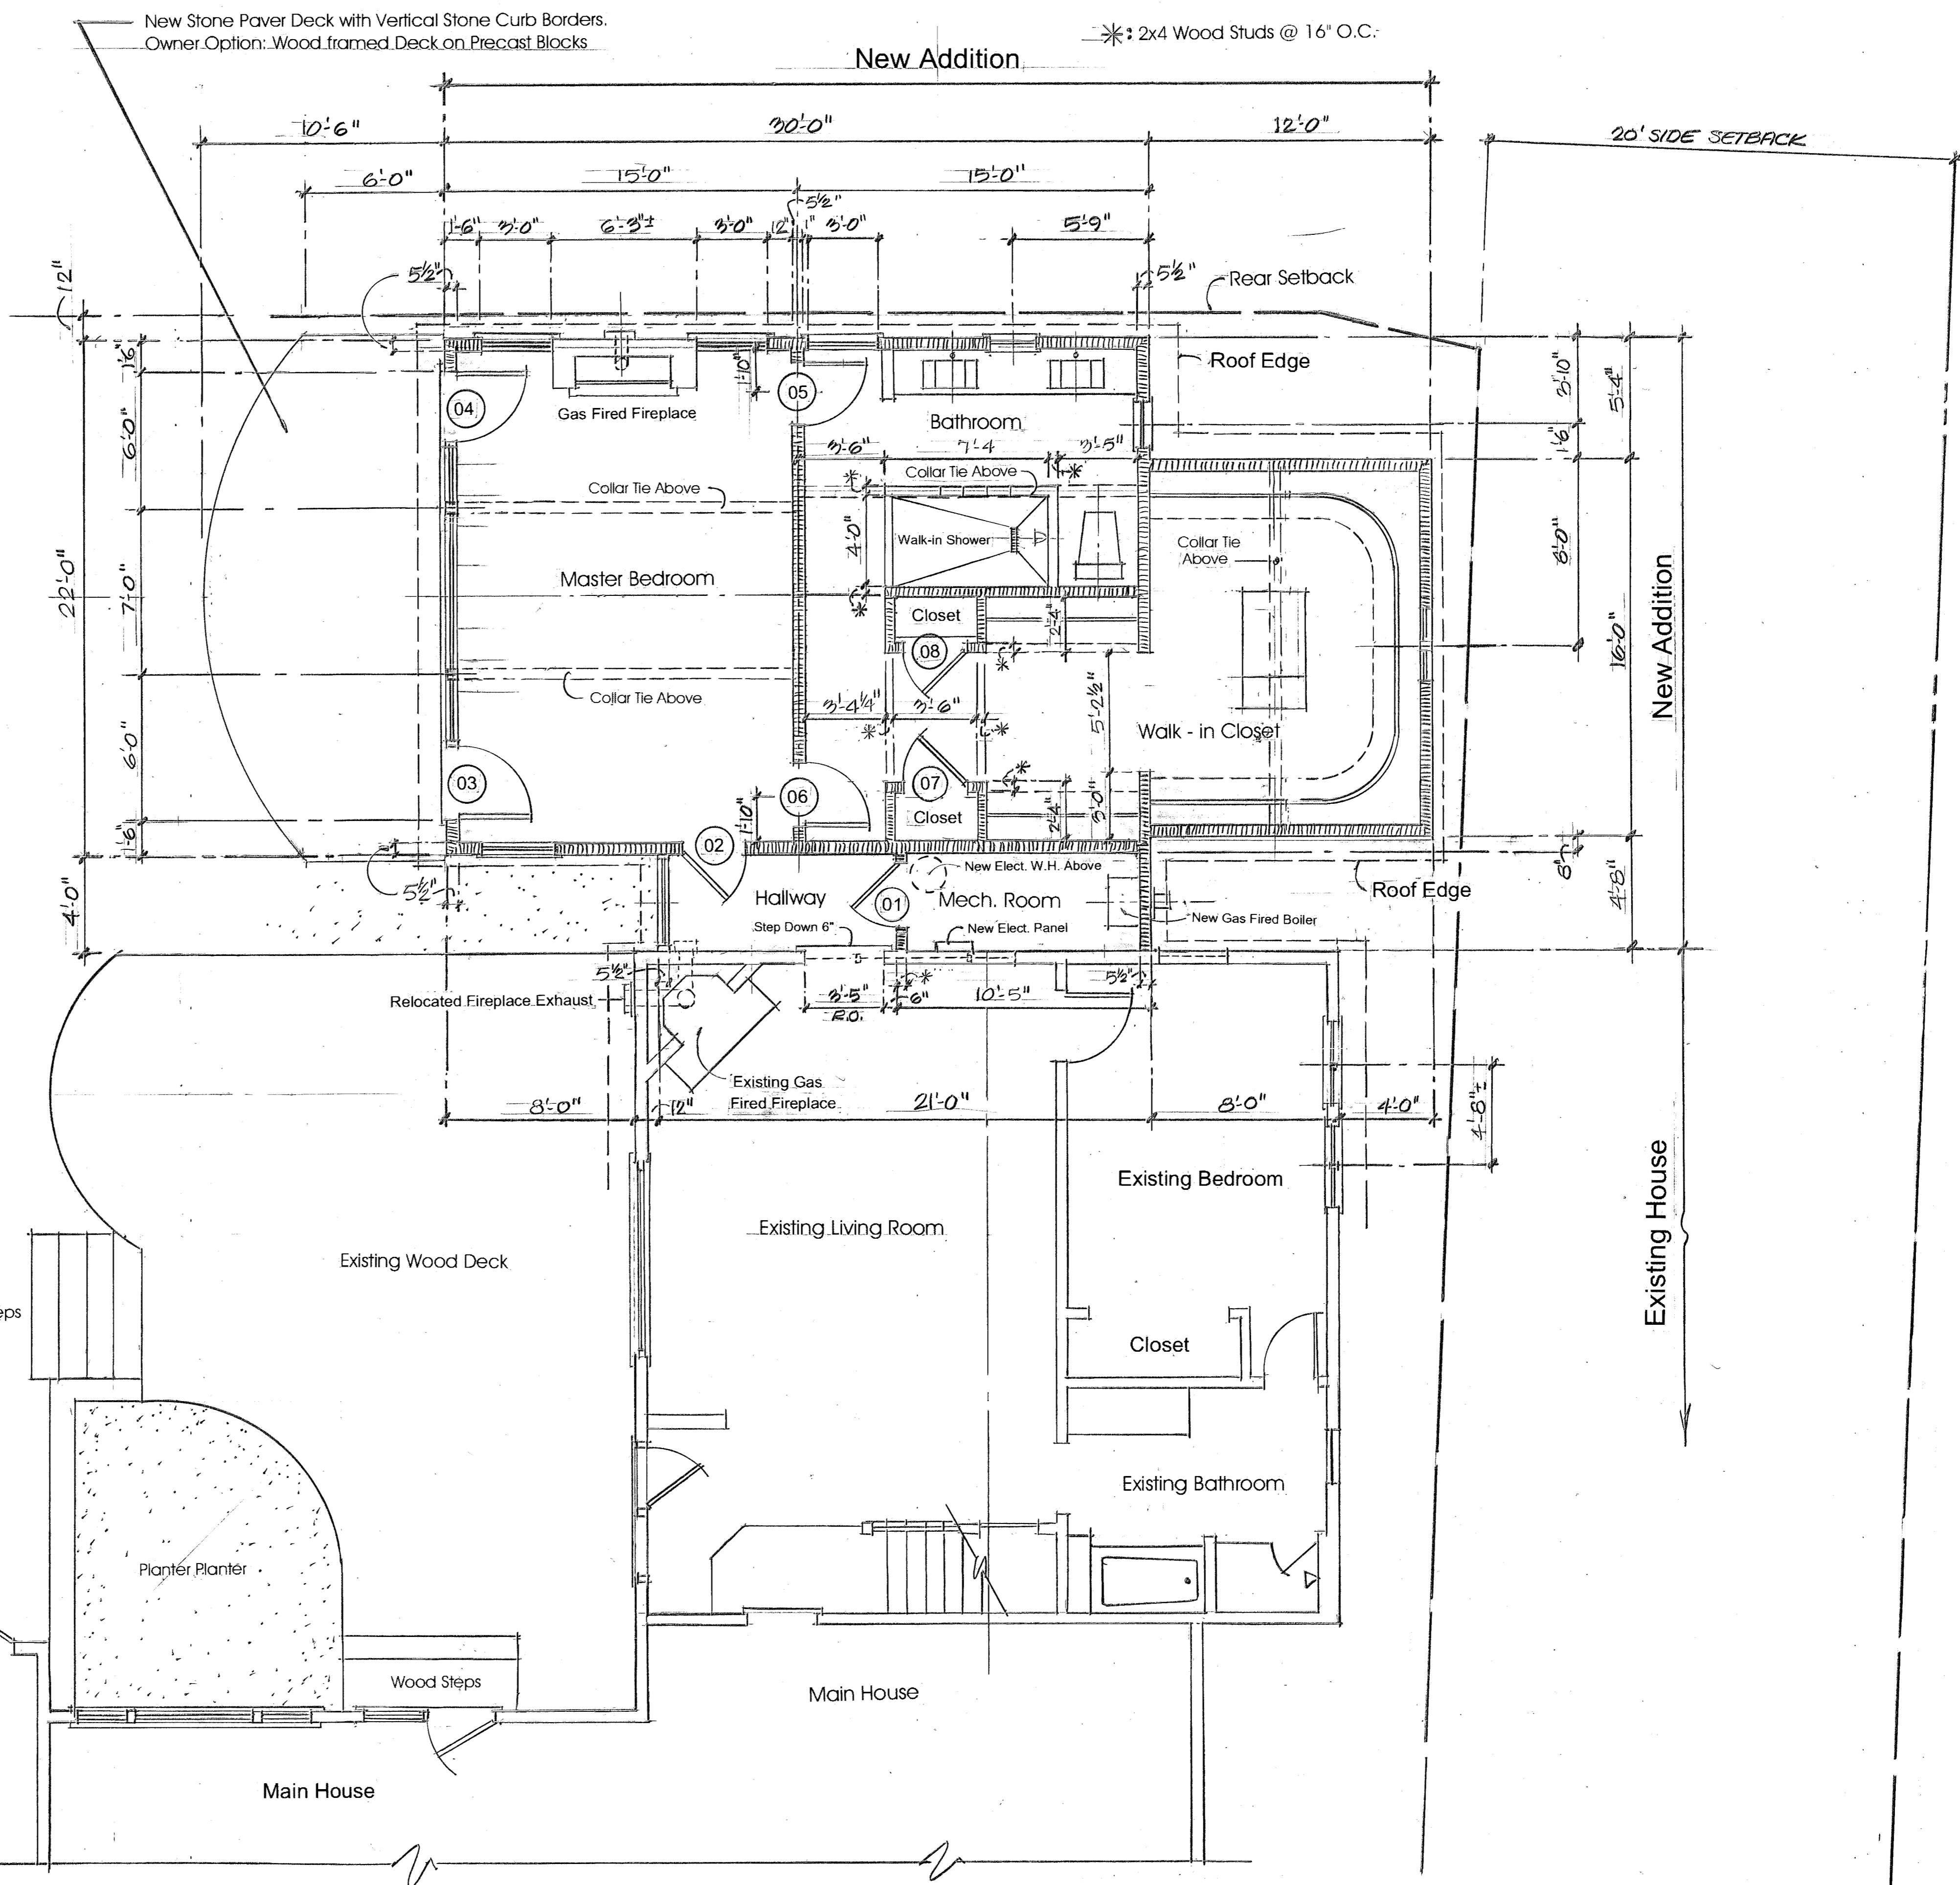 New Stone Paver Deck with Vertical Stone Curb Borders.
Owner Option: Wood framed Deck on Precast Blocks
✳: 2x4 Wood Studs @ 16" O.C.
New Addition
10'-6"
30'-0"
12'-0"
20' SIDE SETBACK
6'-0"
15'-0"
15'-0"
5½"
1'-6"
3'-0"
6'-3"±
3'-0"
12"
1"
3'-0"
5'-9"
12"
5½"
5½"
Rear Setback
1'-6"
Roof Edge
3'-10"
5'-4"
04
Gas Fired Fireplace
1'-10"
05
Bathroom
6'-0"
3'-6"
7'-4
3'-5"
1'-6"
Collar Tie Above
Collar Tie Above
4'-0"
Walk-in Shower
Collar Tie
Above
8'-0"
22'-0"
7'-0"
Master Bedroom
Closet
2'-4"
08
16'-0"
New Addition
Collar Tie Above
3'-4¼"
3'-6"
5'-2½"
Walk - in Closet
6'-0"
03
06
07
1'-10"
Closet
2'-4"
3'-0"
1'-6"
02
8"
4'-8"
5½"
4'-0"
Hallway
01
New Elect. W.H. Above
Mech. Room
Roof Edge
Step Down 6"
New Elect. Panel
New Gas Fired Boiler
5½"
Relocated Fireplace Exhaust
3'-5"
R.O.
6"
10'-5"
5½"
Existing Gas
Fired Fireplace
8'-0"
12"
21'-0"
8'-0"
4'-0"
4'-8"±
Existing Bedroom
Existing Living Room
Existing Wood Deck
Existing House
eps
Closet
Existing Bathroom
Planter Planter
Wood Steps
Main House
Main House